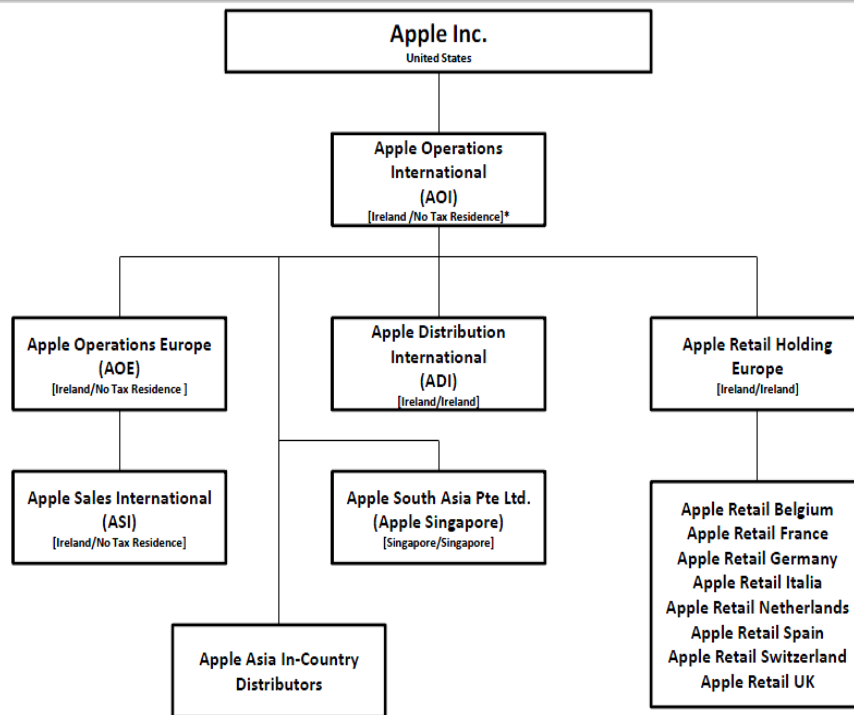 Apple Inc.
United States
Apple Operations
International
(AOI)
[Ireland /No Tax Residence]*
Apple Operations Europe
(AOE)
[Ireland/No Tax Residence ]
Apple Distribution
International
(ADI)
[Ireland/Ireland]
Apple Retail Holding
Europe
[Ireland/Ireland]
Apple Sales International
(ASI)
[Ireland/No Tax Residence]
Apple South Asia Pte Ltd.
(Apple Singapore)
[Singapore/Singapore]
Apple Retail Belgium
Apple Retail France
Apple Retail Germany
Apple Retail Italia
Apple Retail Netherlands
Apple Retail Spain
Apple Retail Switzerland
Apple Retail UK
Apple Asia In-Country
Distributors